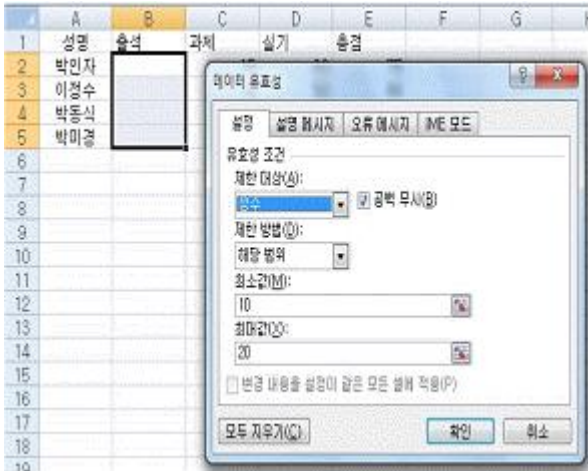 A B C D E F G
1 성명 출석 과제 실기 총점
2 박인자
3 이정수
4 박동식
5 박미경
6
7
8
9
10
11
12
13
14
15
16
17
18
19
데이터 유효성
설정 설명 메시지 오류 메시지 IME 모드
유효성 조건
제한 대상(A):
정수 공백 무시(B)
제한 방법(D):
해당 범위
최소값(M):
10
최대값(X):
20
변경 내용을 설정이 같은 모든 셀에 적용(P)
모두 지우기(C) 확인 취소